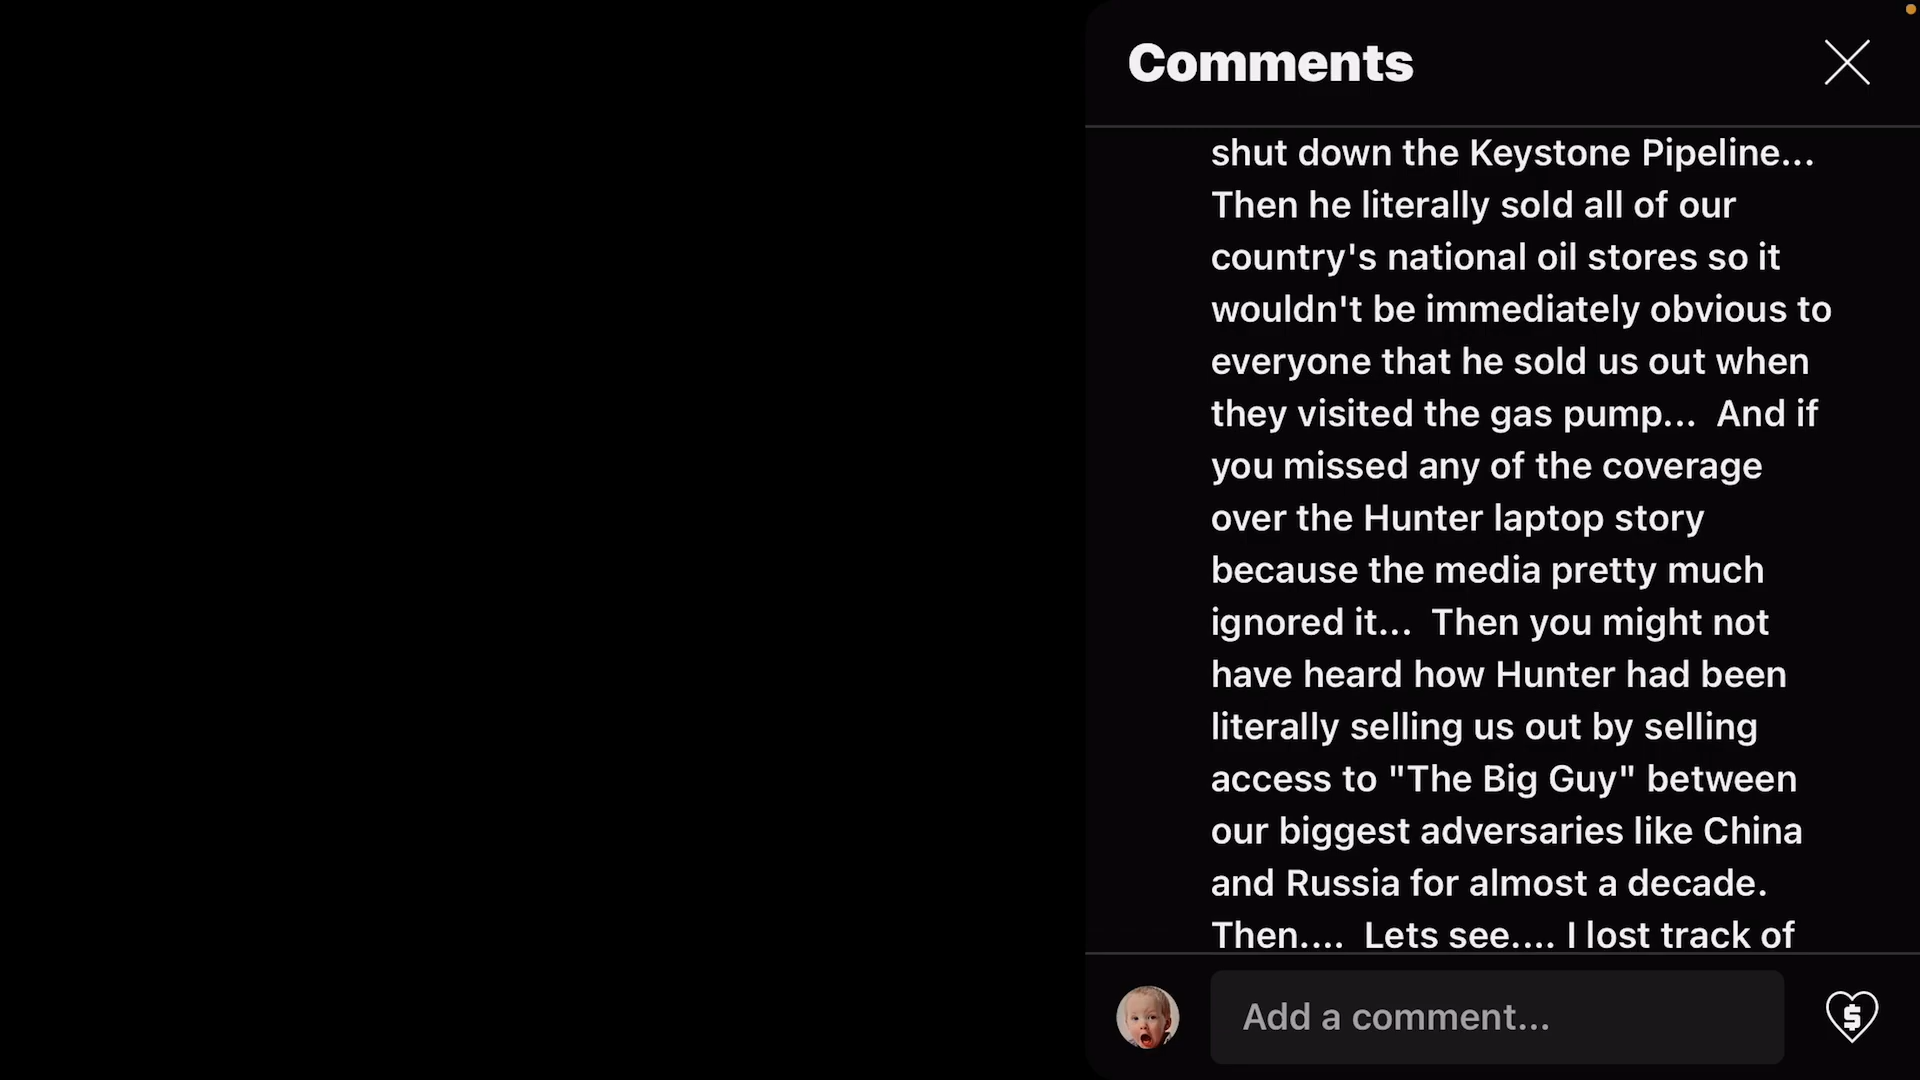 Comments
shut down the Keystone Pipeline...
Then he literally sold all of our
country's national oil stores so it
wouldn't be immediately obvious to
everyone that he sold us out when
they visited the gas pump...  And if
you missed any of the coverage
over the Hunter laptop story
because the media pretty much
ignored it...  Then you might not
have heard how Hunter had been
literally selling us out by selling
access to "The Big Guy" between
our biggest adversaries like China
and Russia for almost a decade.
Then....  Lets see.... I lost track of
Add a comment...
$